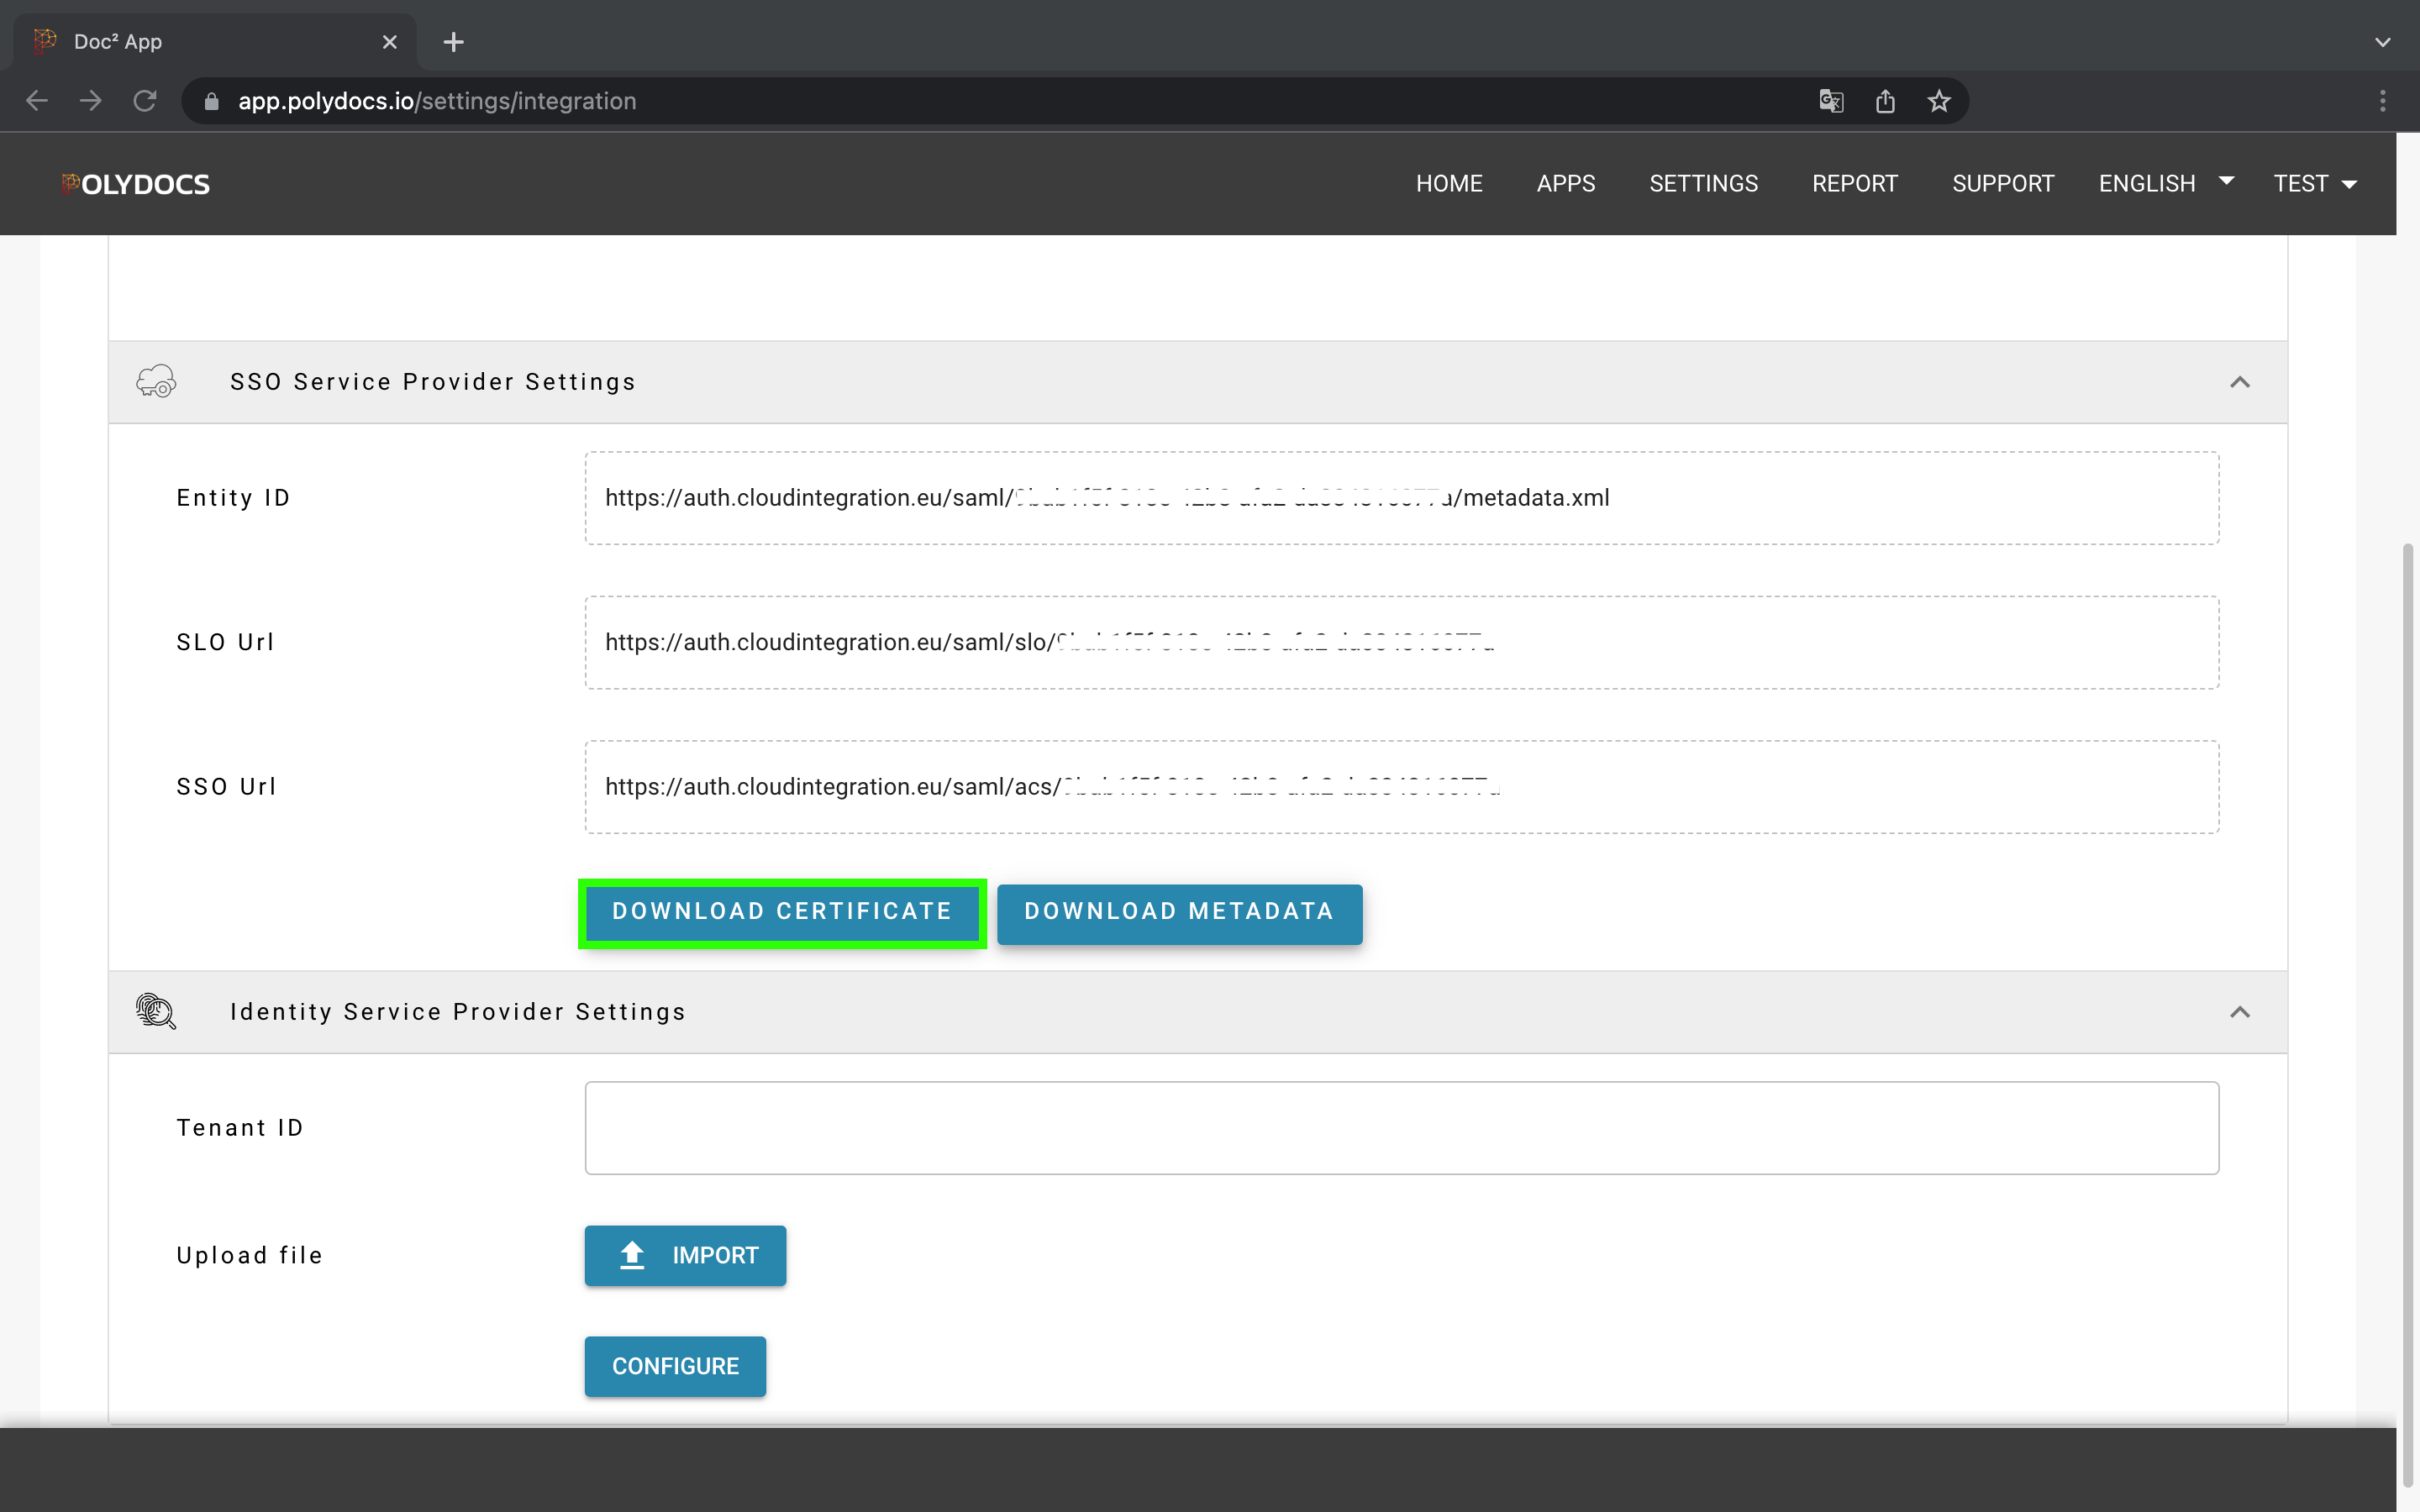 Doc² App
app.polydocs.io/settings/integration
POLYDOCS
HOME APPS SETTINGS REPORT SUPPORT ENGLISH TEST
SSO Service Provider Settings
Entity ID
https://auth.cloudintegration.eu/saml/ /metadata.xml
SLO Url
https://auth.cloudintegration.eu/saml/slo/
SSO Url
https://auth.cloudintegration.eu/saml/acs/
DOWNLOAD CERTIFICATE DOWNLOAD METADATA
Identity Service Provider Settings
Tenant ID
Upload file
IMPORT
CONFIGURE